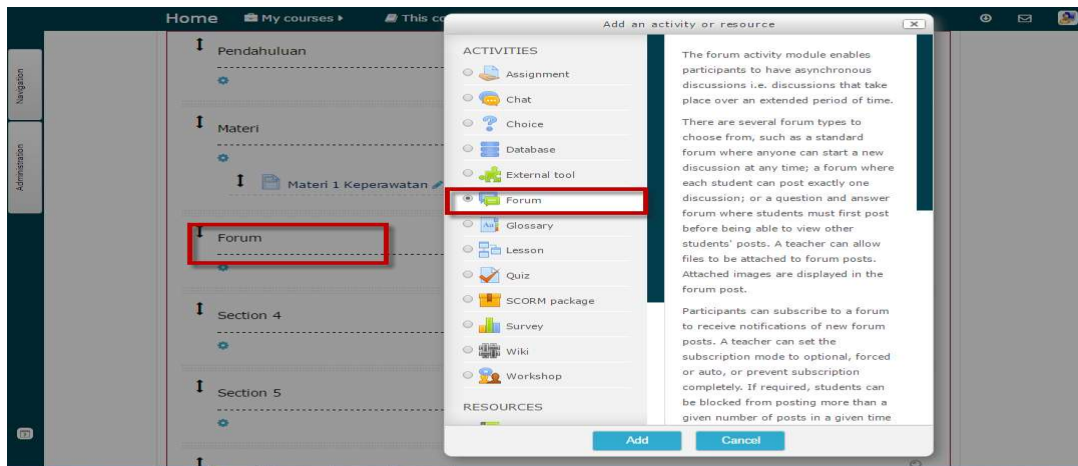 Home My courses This co
Navigation
Administration
Pendahuluan
Materi
Materi 1 Keperawatan
Forum
Section 4
Section 5
Add an activity or resource
ACTIVITIES
Assignment
Chat
Choice
Database
External tool
Forum
Glossary
Lesson
Quiz
SCORM package
Survey
Wiki
Workshop
RESOURCES
The forum activity module enables
participants to have asynchronous
discussions i.e. discussions that take
place over an extended period of time.
There are several forum types to
choose from, such as a standard
forum where anyone can start a new
discussion at any time; a forum where
each student can post exactly one
discussion; or a question and answer
forum where students must first post
before being able to view other
students' posts. A teacher can allow
files to be attached to forum posts.
Attached images are displayed in the
forum post.
Participants can subscribe to a forum
to receive notifications of new forum
posts. A teacher can set the
subscription mode to optional, forced
or auto, or prevent subscription
completely. If required, students can
be blocked from posting more than a
given number of posts in a given time
Add Cancel